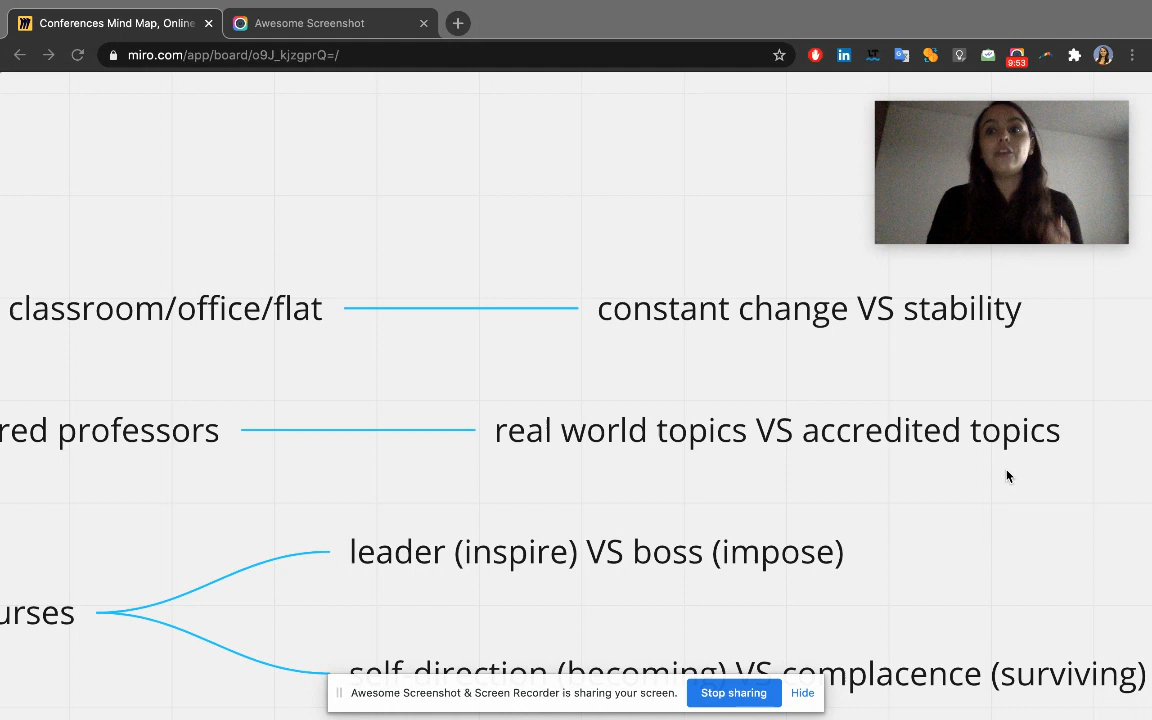 Conferences Mind Map, Online
Awesome Screenshot
miro.com/app/board/o9J_kjzgprQ=/
9:53
classroom/office/flat
constant change VS stability
red professors
real world topics VS accredited topics
leader (inspire) VS boss (impose)
urses
self-direction (becoming) VS complacence (surviving)
Awesome Screenshot & Screen Recorder is sharing your screen.
Stop sharing
Hide